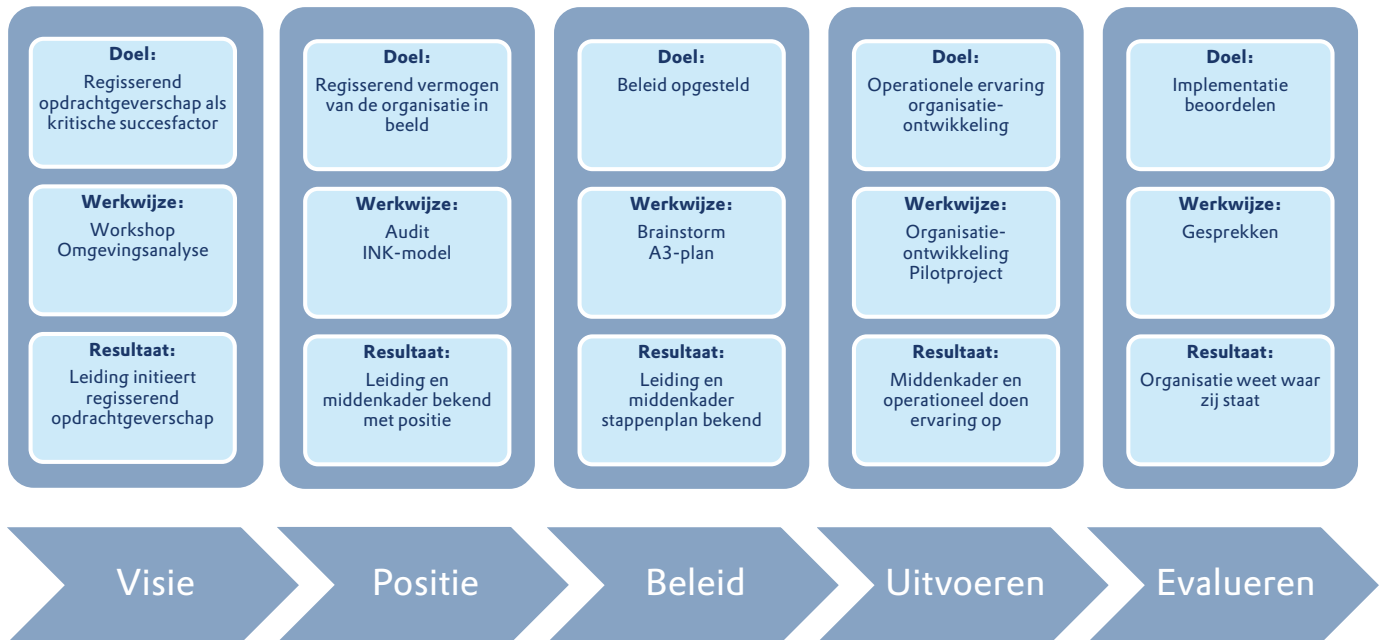 Doel:
Regisserend
opdrachtgeverschap als
kritische succesfactor
Werkwijze:
Workshop
Omgevingsanalyse
Resultaat:
Leiding initieert
regisserend
opdrachtgeverschap
Doel:
Regisserend vermogen
van de organisatie in
beeld
Werkwijze:
Audit
INK-model
Resultaat:
Leiding en
middenkader bekend
met positie
Doel:
Beleid opgesteld
Werkwijze:
Brainstorm
A3-plan
Resultaat:
Leiding en
middenkader
stappenplan bekend
Doel:
Operationele ervaring
organisatie-
ontwikkeling
Werkwijze:
Organisatie-
ontwikkeling
Pilotproject
Resultaat:
Middenkader en
operationeel doen
ervaring op
Doel:
Implementatie
beoordelen
Werkwijze:
Gesprekken
Resultaat:
Organisatie weet waar
zij staat
Visie
Positie
Beleid
Uitvoeren
Evalueren